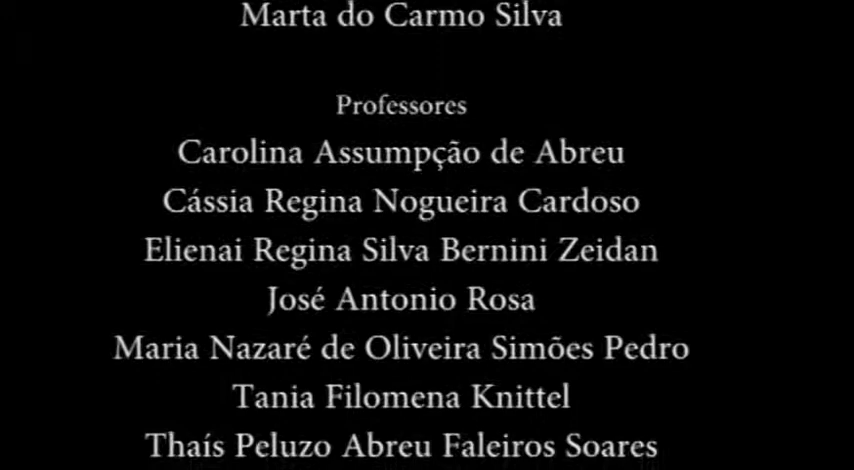 Marta do Carmo Silva
Professores
Carolina Assumpção de Abreu
Cássia Regina Nogueira Cardoso
Elienai Regina Silva Bernini Zeidan
José Antonio Rosa
Maria Nazaré de Oliveira Simões Pedro
Tania Filomena Knittel
Thaís Peluzo Abreu Faleiros Soares